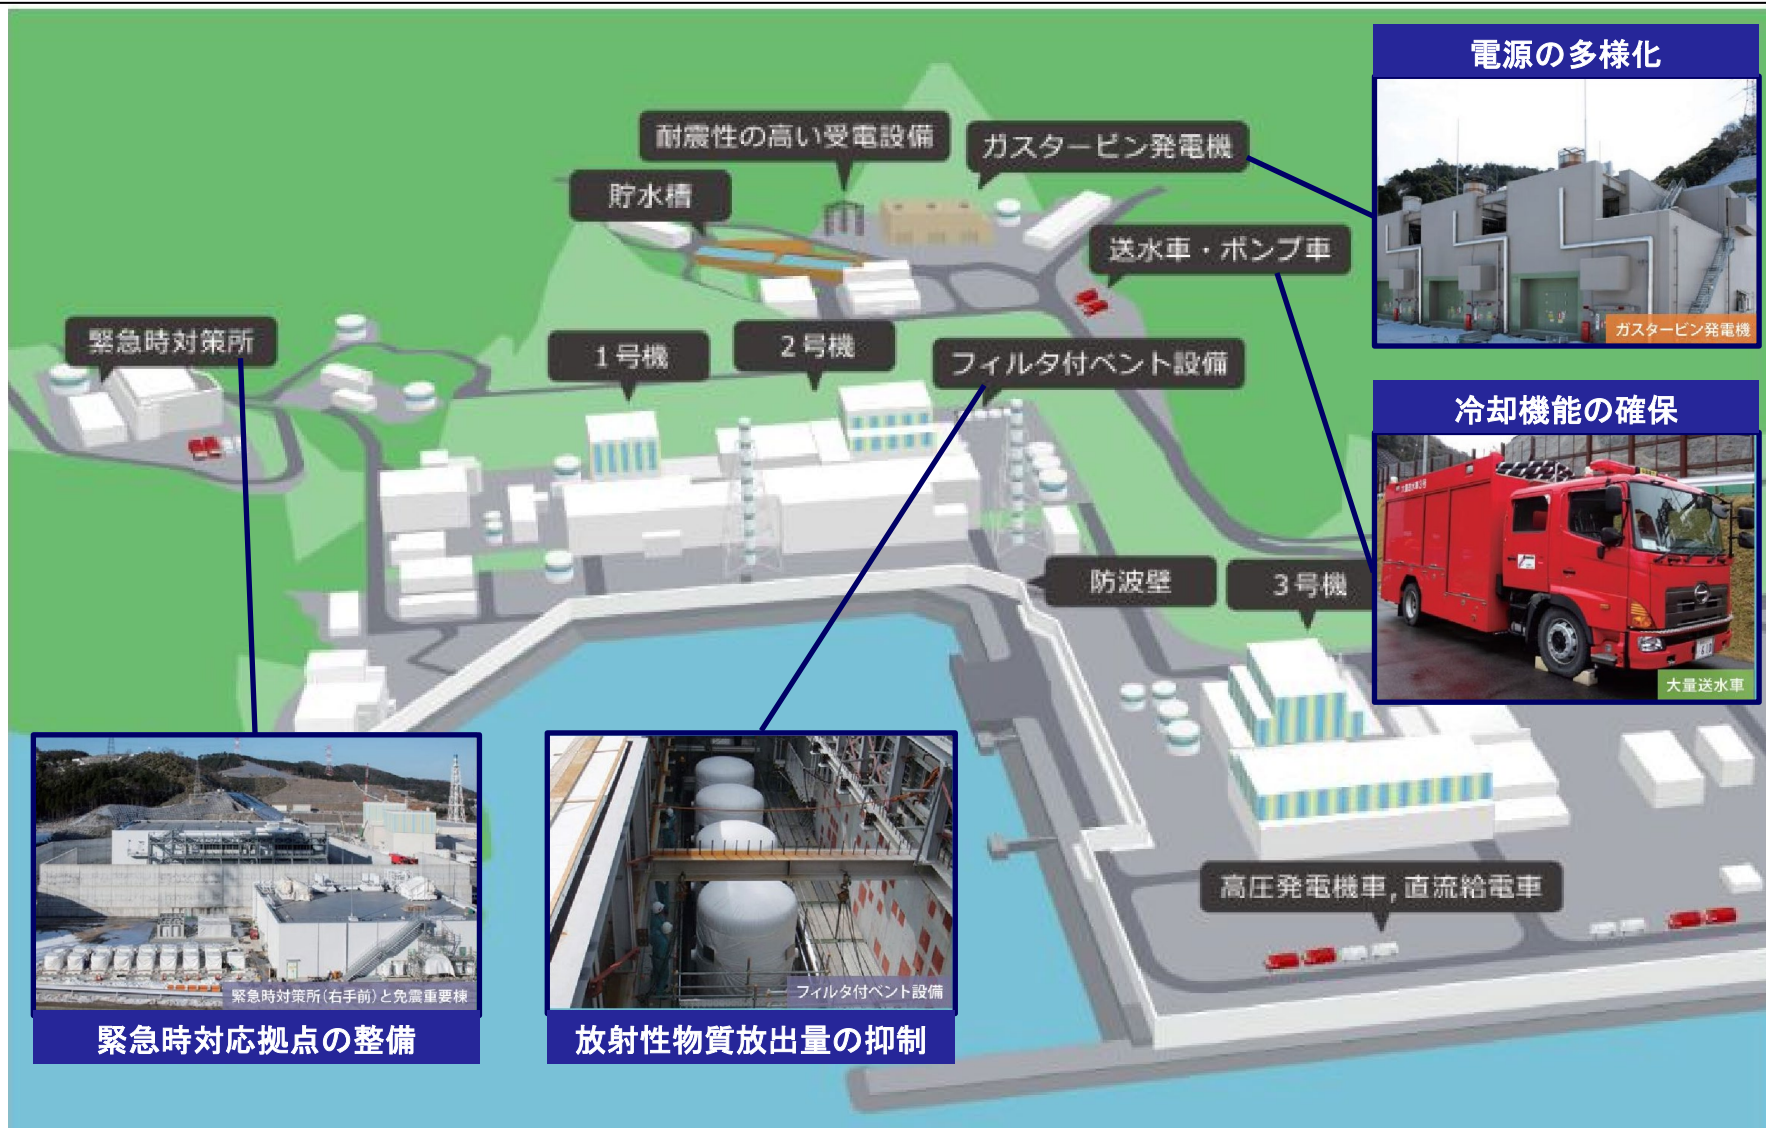 電源の多様化
耐震性の高い受電設備
ガスタービン発電機
貯水槽
送水車・ポンプ車
ガスタービン発電機
緊急時対策所
1号機
2号機
フィルタ付ベント設備
冷却機能の確保
防波壁
3号機
大量送水車
高圧発電機車,直流給電車
緊急時対策所(右手前)と免震重要棟
フィルタ付ベント設備
緊急時対応拠点の整備
放射性物質放出量の抑制